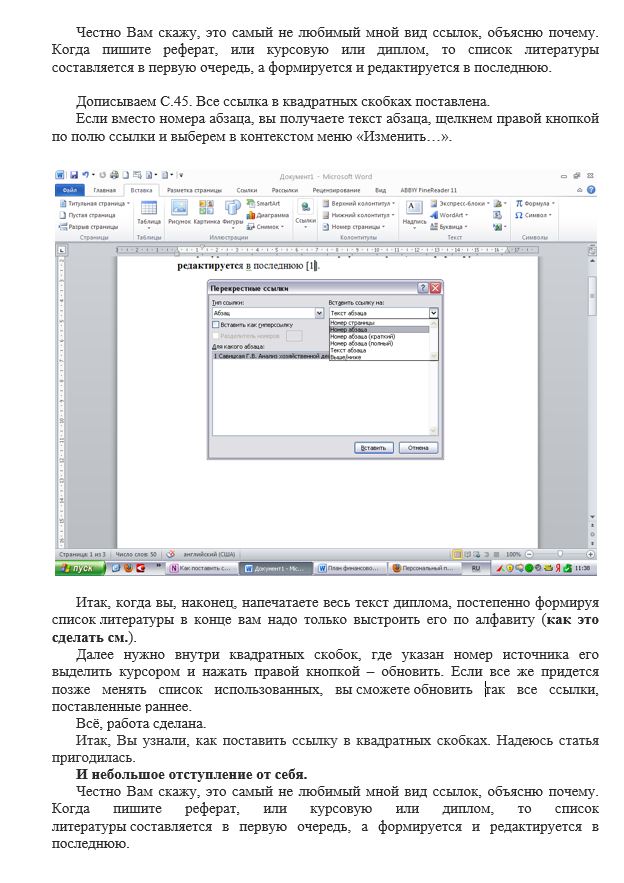 Честно Вам скажу, это самый не любимый мной вид ссылок, объясню почему.
Когда пишите реферат, или курсовую или диплом, то список литературы
составляется в первую очередь, а формируется и редактируется в последнюю.
Дописываем С.45. Все ссылка в квадратных скобках поставлена.
Если вместо номера абзаца, вы получаете текст абзаца, щелкнем правой кнопкой
по полю ссылки и выберем в контекстом меню «Изменить…».
Документ1 - Microsoft Word
Файл Главная Вставка Разметка страницы Ссылки Рассылки Рецензирование Вид ABBYY FineReader 11
Титульная страница
Пустая страница
Разрыв страницы
Страницы
Таблица
Таблицы
Рисунок Картинка Фигуры
SmartArt
Диаграмма
Снимок
Иллюстрации
Ссылки
Верхний колонтитул
Нижний колонтитул
Номер страницы
Колонтитулы
Надпись
Экспресс-блоки
WordArt
Буквица
Текст
Формула
Символ
Символы
редактируется в последнюю [1].
Перекрестные ссылки
Тип ссылки:
Абзац
Вставить ссылку на:
Текст абзаца
Номер страницы
Номер абзаца
Номер абзаца (краткий)
Номер абзаца (полный)
Текст абзаца
Выше/ниже
Вставить как гиперссылку
Разделитель номеров
Для какого абзаца:
1 Савицкая Г.В. Анализ хозяйственной де
Вставить Отмена
Страница: 1 из 3 Число слов: 50 английский (США) 100%
пуск Как поставить с... Документ1 - Mic... План финансово... Персональный п... RU 11:38
Итак, когда вы, наконец, напечатаете весь текст диплома, постепенно формируя
список литературы в конце вам надо только выстроить его по алфавиту (как это
сделать см.).
Далее нужно внутри квадратных скобок, где указан номер источника его
выделить курсором и нажать правой кнопкой – обновить. Если все же придется
позже менять список использованных, вы сможете обновить так все ссылки,
поставленные раннее.
Всё, работа сделана.
Итак, Вы узнали, как поставить ссылку в квадратных скобках. Надеюсь статья
пригодилась.
И небольшое отступление от себя.
Честно Вам скажу, это самый не любимый мной вид ссылок, объясню почему.
Когда пишите реферат, или курсовую или диплом, то список
литературы составляется в первую очередь, а формируется и редактируется в
последнюю.